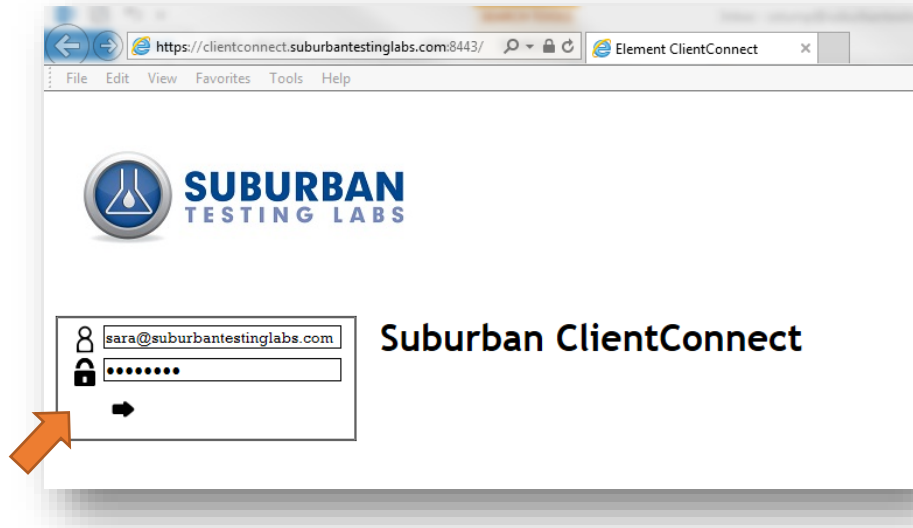 https://clientconnect.suburbantestinglabs.com:8443/
Element ClientConnect
File Edit View Favorites Tools Help
SUBURBAN
TESTING LABS
sara@suburbantestinglabs.com
Suburban ClientConnect